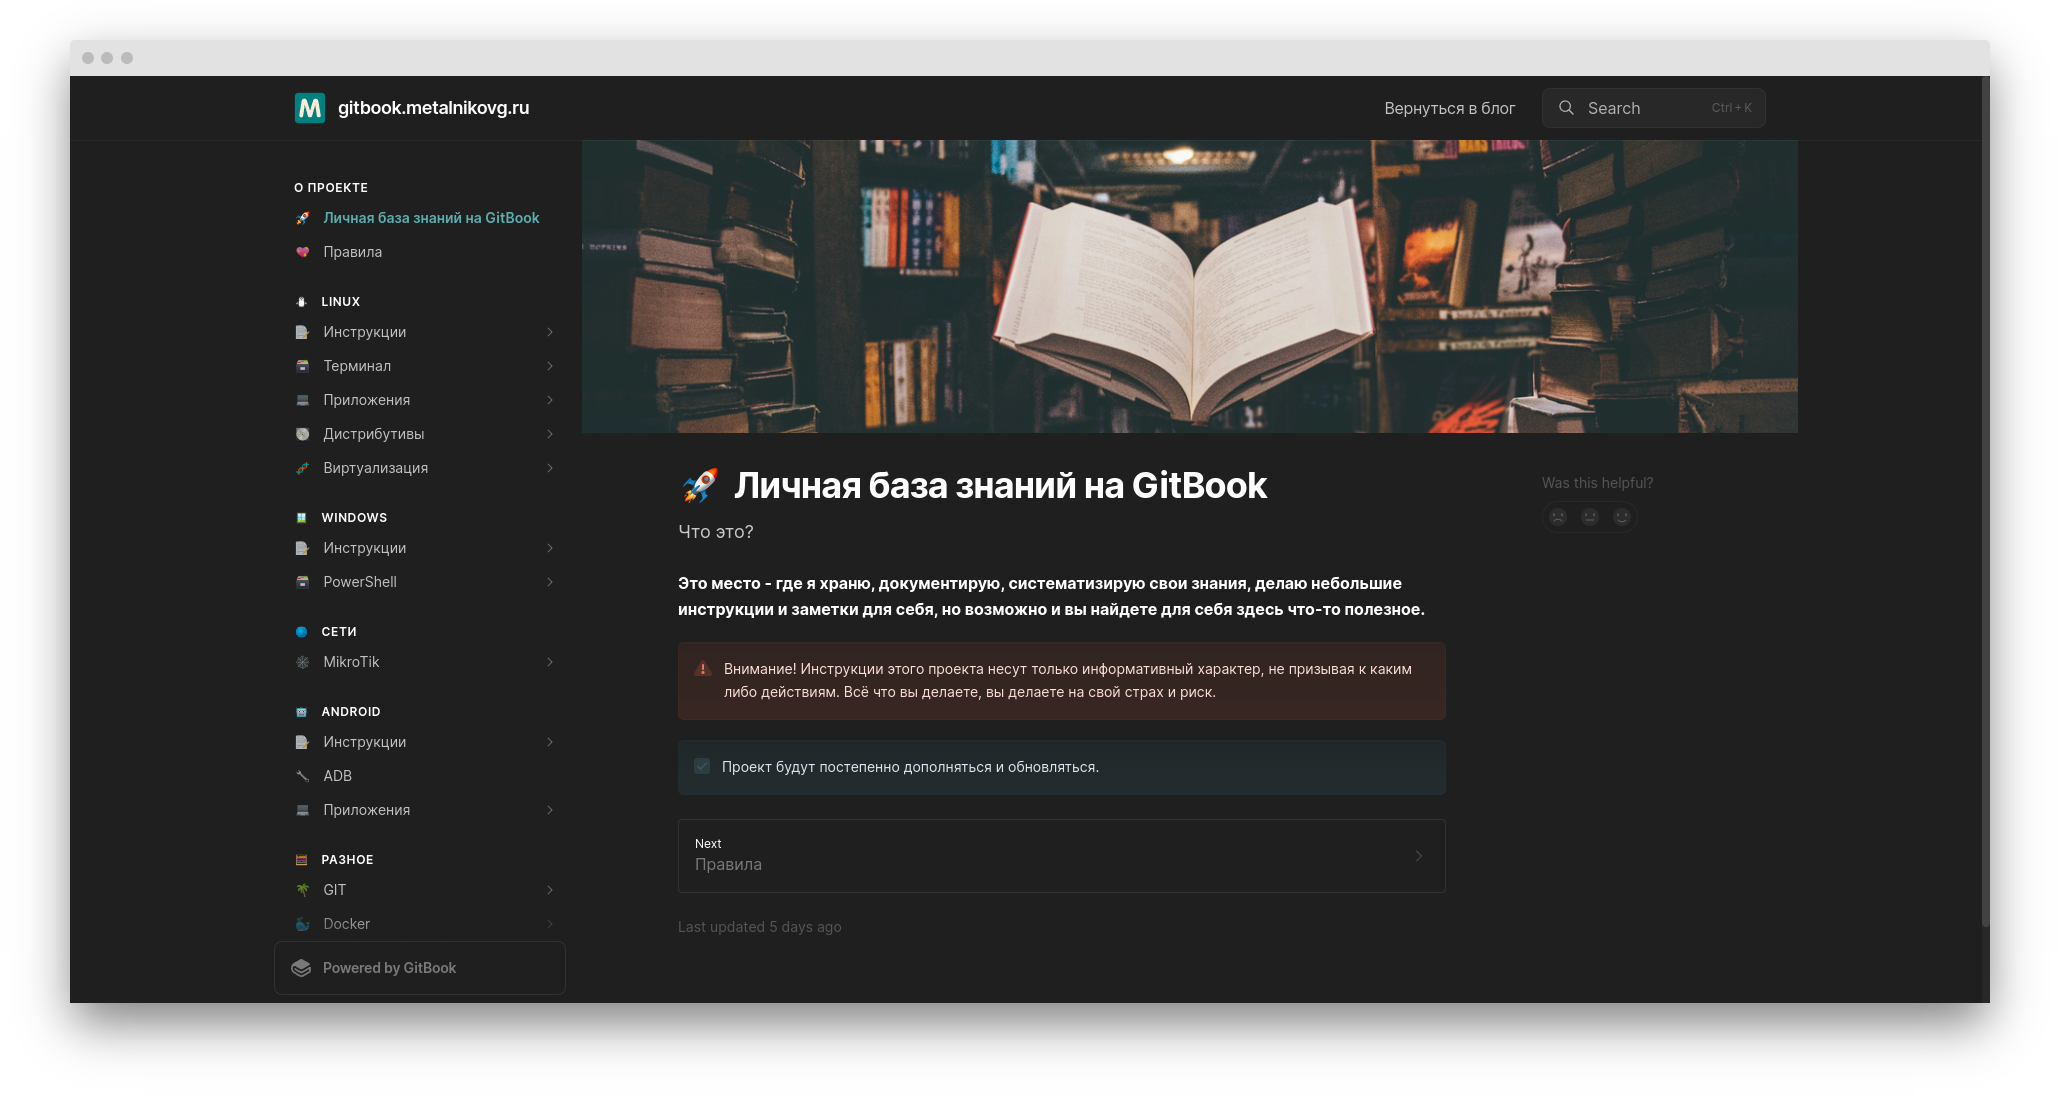 gitbook.metalnikovg.ru
Вернуться в блог
Search
Ctrl + K
О ПРОЕКТЕ
Личная база знаний на GitBook
Правила
LINUX
Инструкции
Терминал
Приложения
Дистрибутивы
Виртуализация
WINDOWS
Инструкции
PowerShell
СЕТИ
MikroTik
ANDROID
Инструкции
ADB
Приложения
РАЗНОЕ
GIT
Docker
Powered by GitBook
Личная база знаний на GitBook
Что это?
Это место - где я храню, документирую, систематизирую свои знания, делаю небольшие
инструкции и заметки для себя, но возможно и вы найдете для себя здесь что-то полезное.
Внимание! Инструкции этого проекта несут только информативный характер, не призывая к каким
либо действиям. Всё что вы делаете, вы делаете на свой страх и риск.
Проект будут постепенно дополняться и обновляться.
Next
Правила
Last updated 5 days ago
Was this helpful?